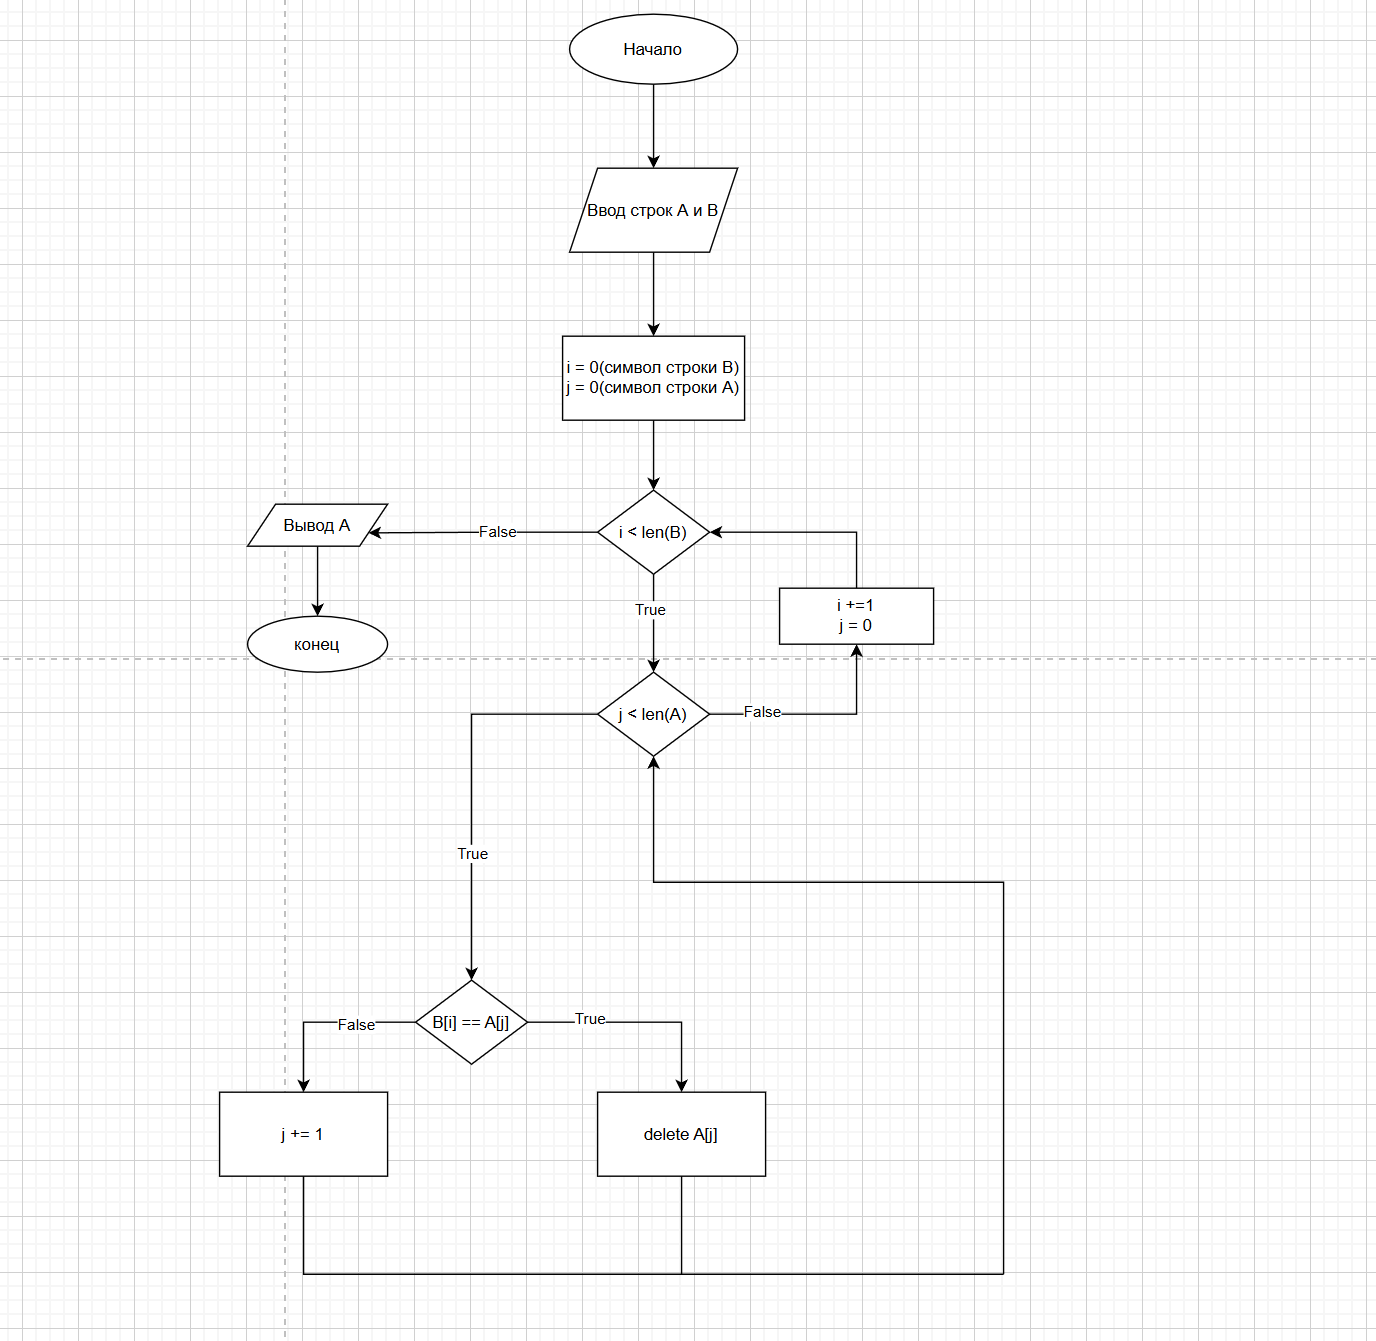 Начало
Ввод строк А и В
i = 0(символ строки В)
j = 0(символ строки А)
Вывод А
False
i < len(B)
i +=1
j = 0
True
конец
j < len(A)
False
True
B[i] == A[j]
False
True
j += 1
delete A[j]